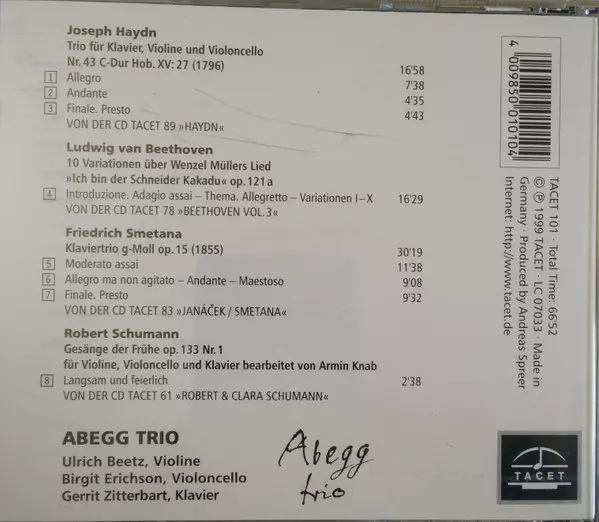 Joseph Haydn
Trio für Klavier, Violine und Violoncello
Nr. 43 C-Dur Hob. XV: 27 (1796) 16'58
1 Allegro 7'38
2 Andante 4'35
3 Finale. Presto 4'43
VON DER CD TACET 89 »HAYDN«
Ludwig van Beethoven
10 Variationen über Wenzel Müllers Lied
»Ich bin der Schneider Kakadu« op. 121a
4 Introduzione. Adagio assai – Thema. Allegretto – Variationen I–X 16'29
VON DER CD TACET 78 »BEETHOVEN VOL. 3«
Friedrich Smetana
Klaviertrio g-Moll op. 15 (1855) 30'19
5 Moderato assai 11'38
6 Allegro ma non agitato – Andante – Maestoso 9'08
7 Finale. Presto 9'32
VON DER CD TACET 83 »JANÁČEK / SMETANA«
Robert Schumann
Gesänge der Frühe op. 133 Nr. 1
für Violine, Violoncello und Klavier bearbeitet von Armin Knab
8 Langsam und feierlich 2'38
VON DER CD TACET 61 »ROBERT & CLARA SCHUMANN«
ABEGG TRIO
Ulrich Beetz, Violine
Birgit Erichson, Violoncello
Gerrit Zitterbart, Klavier
Abegg
trio
4 009850 010104
TACET 101 · Total Time: 66'52
© ℗ 1999 TACET · LC 07033 · Made in
Germany · Produced by Andreas Spreer
Internet: http://www.tacet.de
TACET